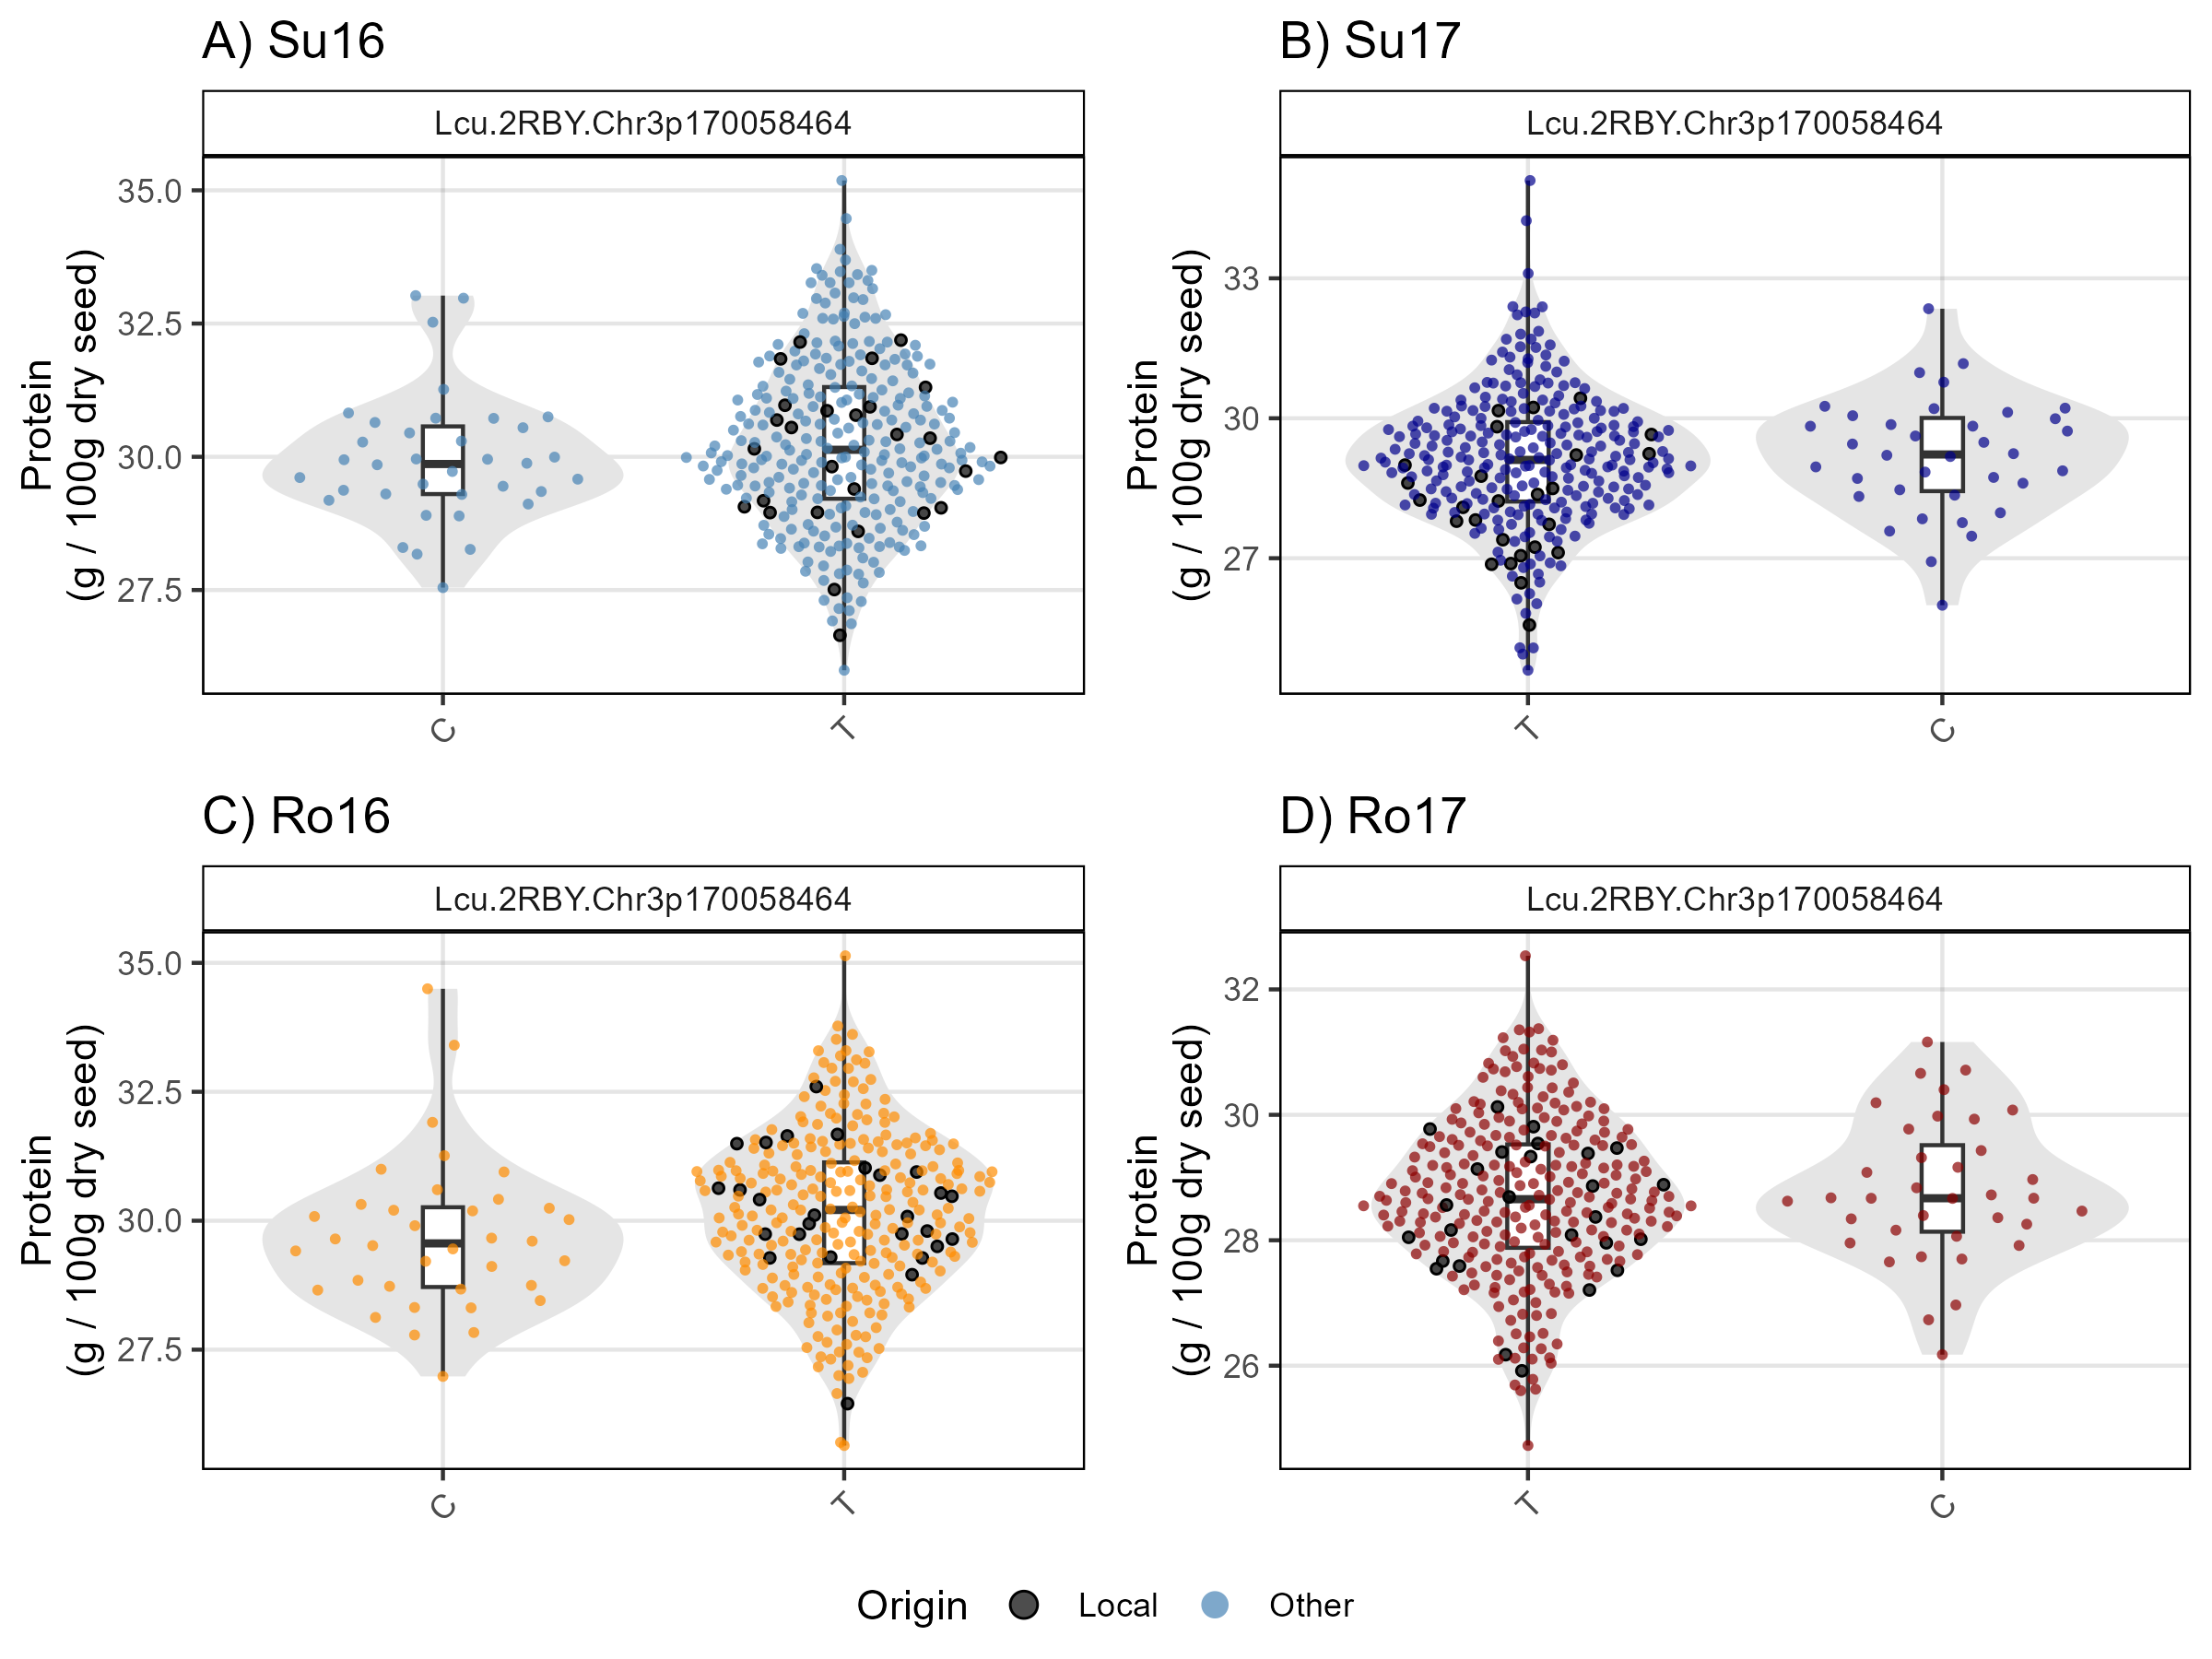 A) Su16
Lcu.2RBY.Chr3p170058464
Protein
(g / 100g dry seed)
35.0
32.5
30.0
27.5
C
T
B) Su17
Lcu.2RBY.Chr3p170058464
Protein
(g / 100g dry seed)
33
30
27
T
C
C) Ro16
Lcu.2RBY.Chr3p170058464
Protein
(g / 100g dry seed)
35.0
32.5
30.0
27.5
C
T
D) Ro17
Lcu.2RBY.Chr3p170058464
Protein
(g / 100g dry seed)
32
30
28
26
T
C
Origin Local Other